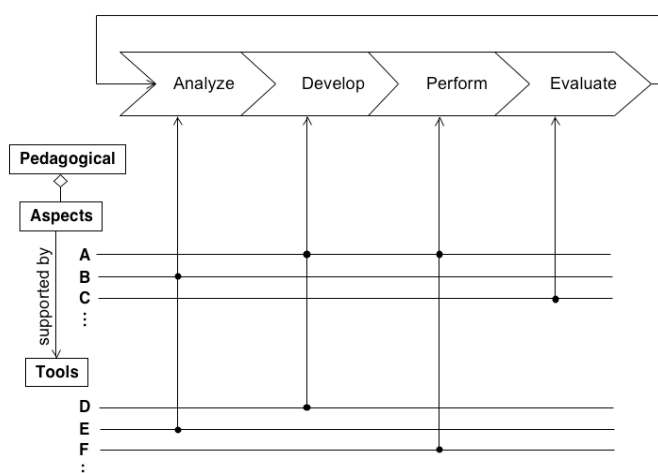 Analyze
Develop
Perform
Evaluate
Pedagogical
Aspects
supported by
A
B
C
:
Tools
D
E
F
: